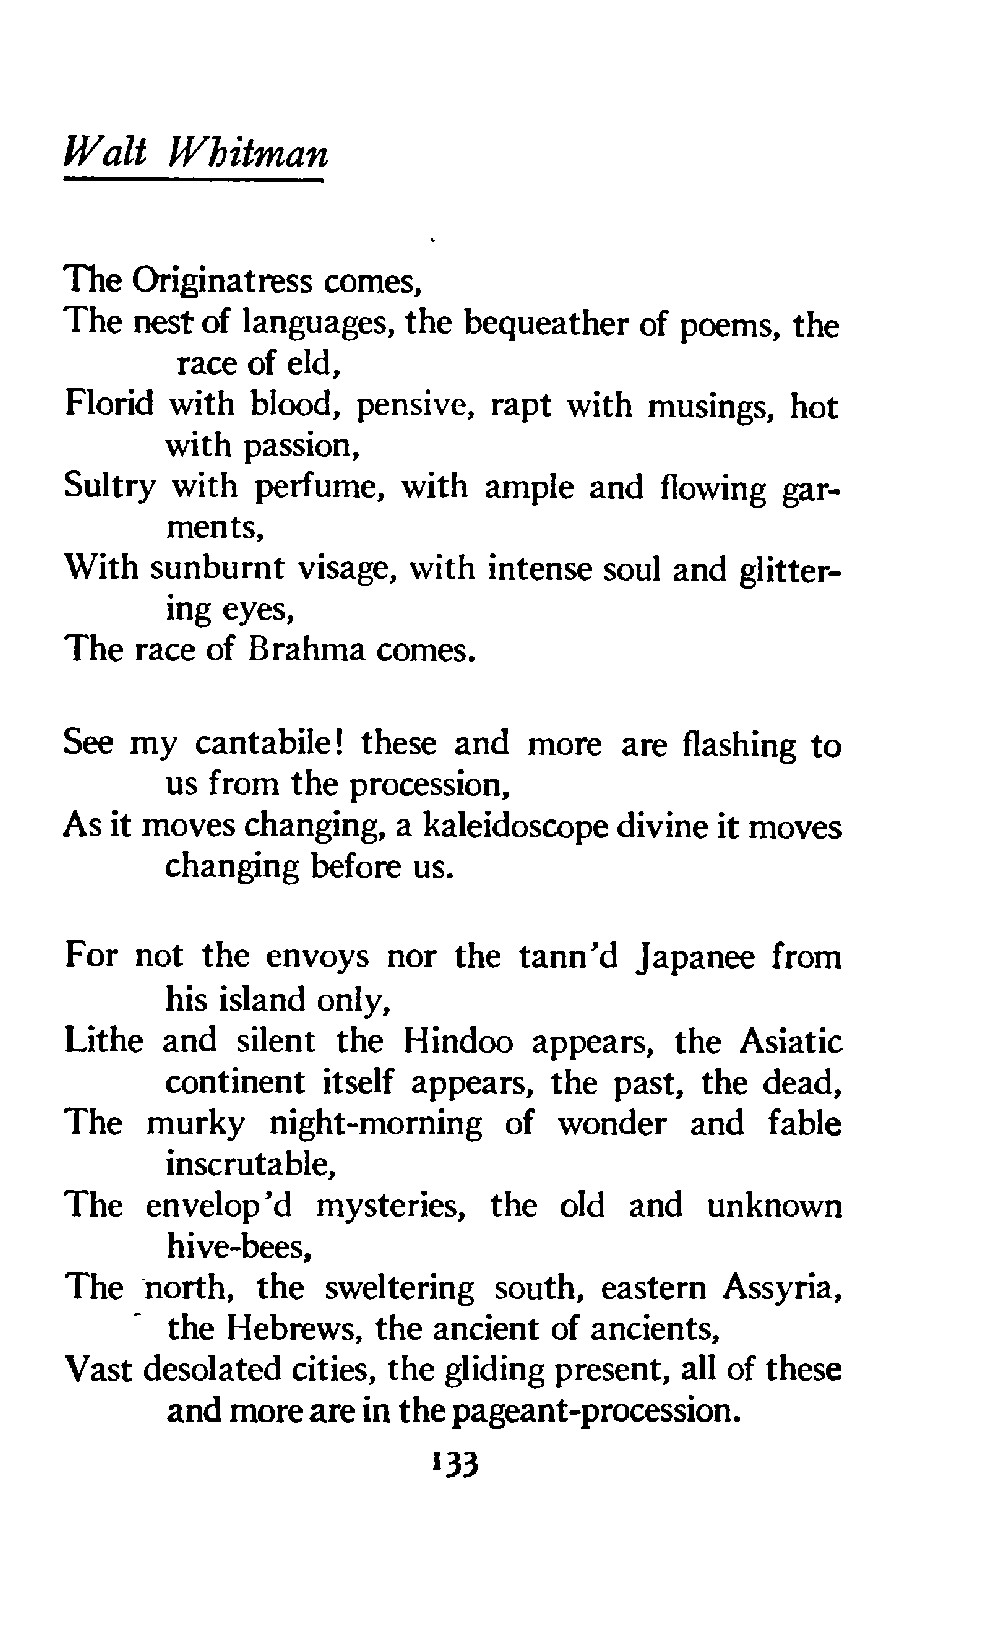 Walt Whitman
The Originatress comes,
The nest of languages, the bequeather of poems, the
race of eld,
Florid with blood, pensive, rapt with musings, hot
with passion,
Sultry with perfume, with ample and flowing gar-
ments,
With sunburnt visage, with intense soul and glitter-
ing eyes,
The race of Brahma comes.
See my cantabile! these and more are flashing to
us from the procession,
As it moves changing, a kaleidoscope divine it moves
changing before us.
For not the envoys nor the tann'd Japanee from
his island only,
Lithe and silent the Hindoo appears, the Asiatic
continent itself appears, the past, the dead,
The murky night-morning of wonder and fable
inscrutable,
The envelop'd mysteries, the old and unknown
hive-bees,
The north, the sweltering south, eastern Assyria,
the Hebrews, the ancient of ancients,
Vast desolated cities, the gliding present, all of these
and more are in the pageant-procession.
133